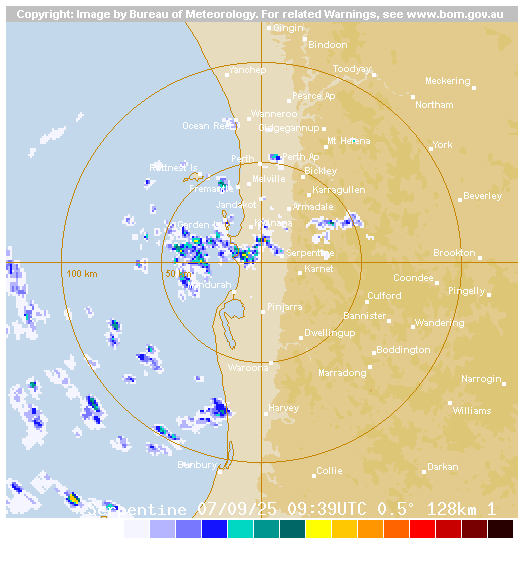 Copyright: Image by Bureau of Meteorology. For related Warnings, see www.bom.gov.au
Gingin
Bindoon
Yanchep
Toodyay
Meckering
Pearce Ap
Northam
Wanneroo
Ocean Reef
Gidgegannup
Mt Helena
York
Perth
Perth Ap
Rottnest Is
Bickley
Melville
Fremantle
Karragullen
Beverley
Jandakot
Armadale
Garden Is
Kwinana
Serpentine
Brookton
100 km
50 km
Karnet
Coondee
Mandurah
Pingelly
Culford
Pinjarra
Bannister
Wandering
Dwellingup
Boddington
Waroona
Marradong
Narrogin
Harvey
Williams
Bunbury
Collie
Darkan
Serpentine 07/09/25 09:39UTC 0.5° 128km 1